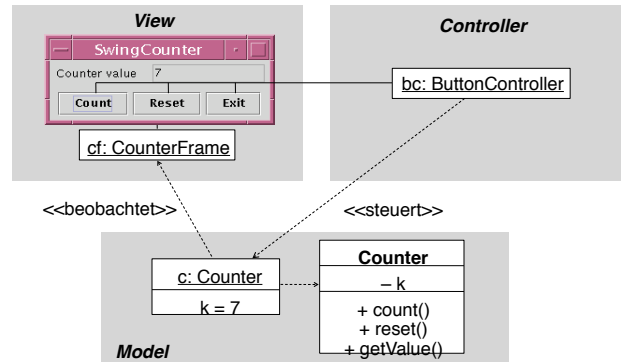 View
Controller
SwingCounter
Counter value 7
Count Reset Exit
bc: ButtonController
cf: CounterFrame
<<beobachtet>>
<<steuert>>
c: Counter
k = 7
Counter
– k
+ count()
+ reset()
+ getValue()
Model